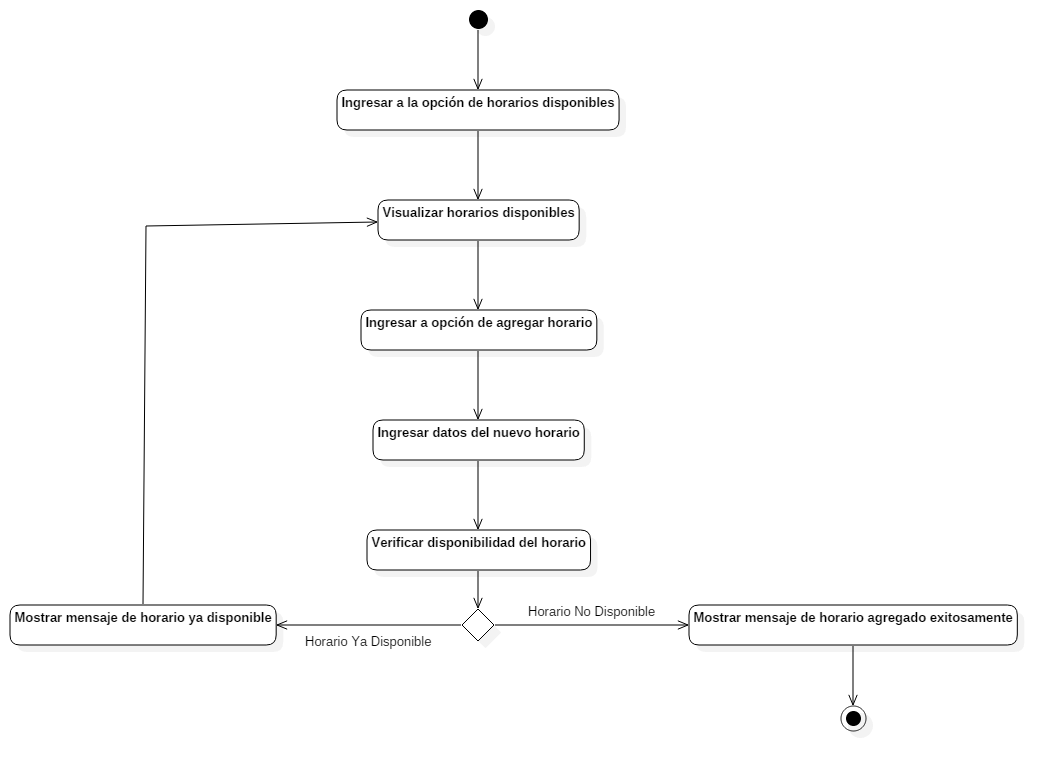 Ingresar a la opción de horarios disponibles
Visualizar horarios disponibles
Ingresar a opción de agregar horario
Ingresar datos del nuevo horario
Verificar disponibilidad del horario
Horario No Disponible
Mostrar mensaje de horario ya disponible
Mostrar mensaje de horario agregado exitosamente
Horario Ya Disponible